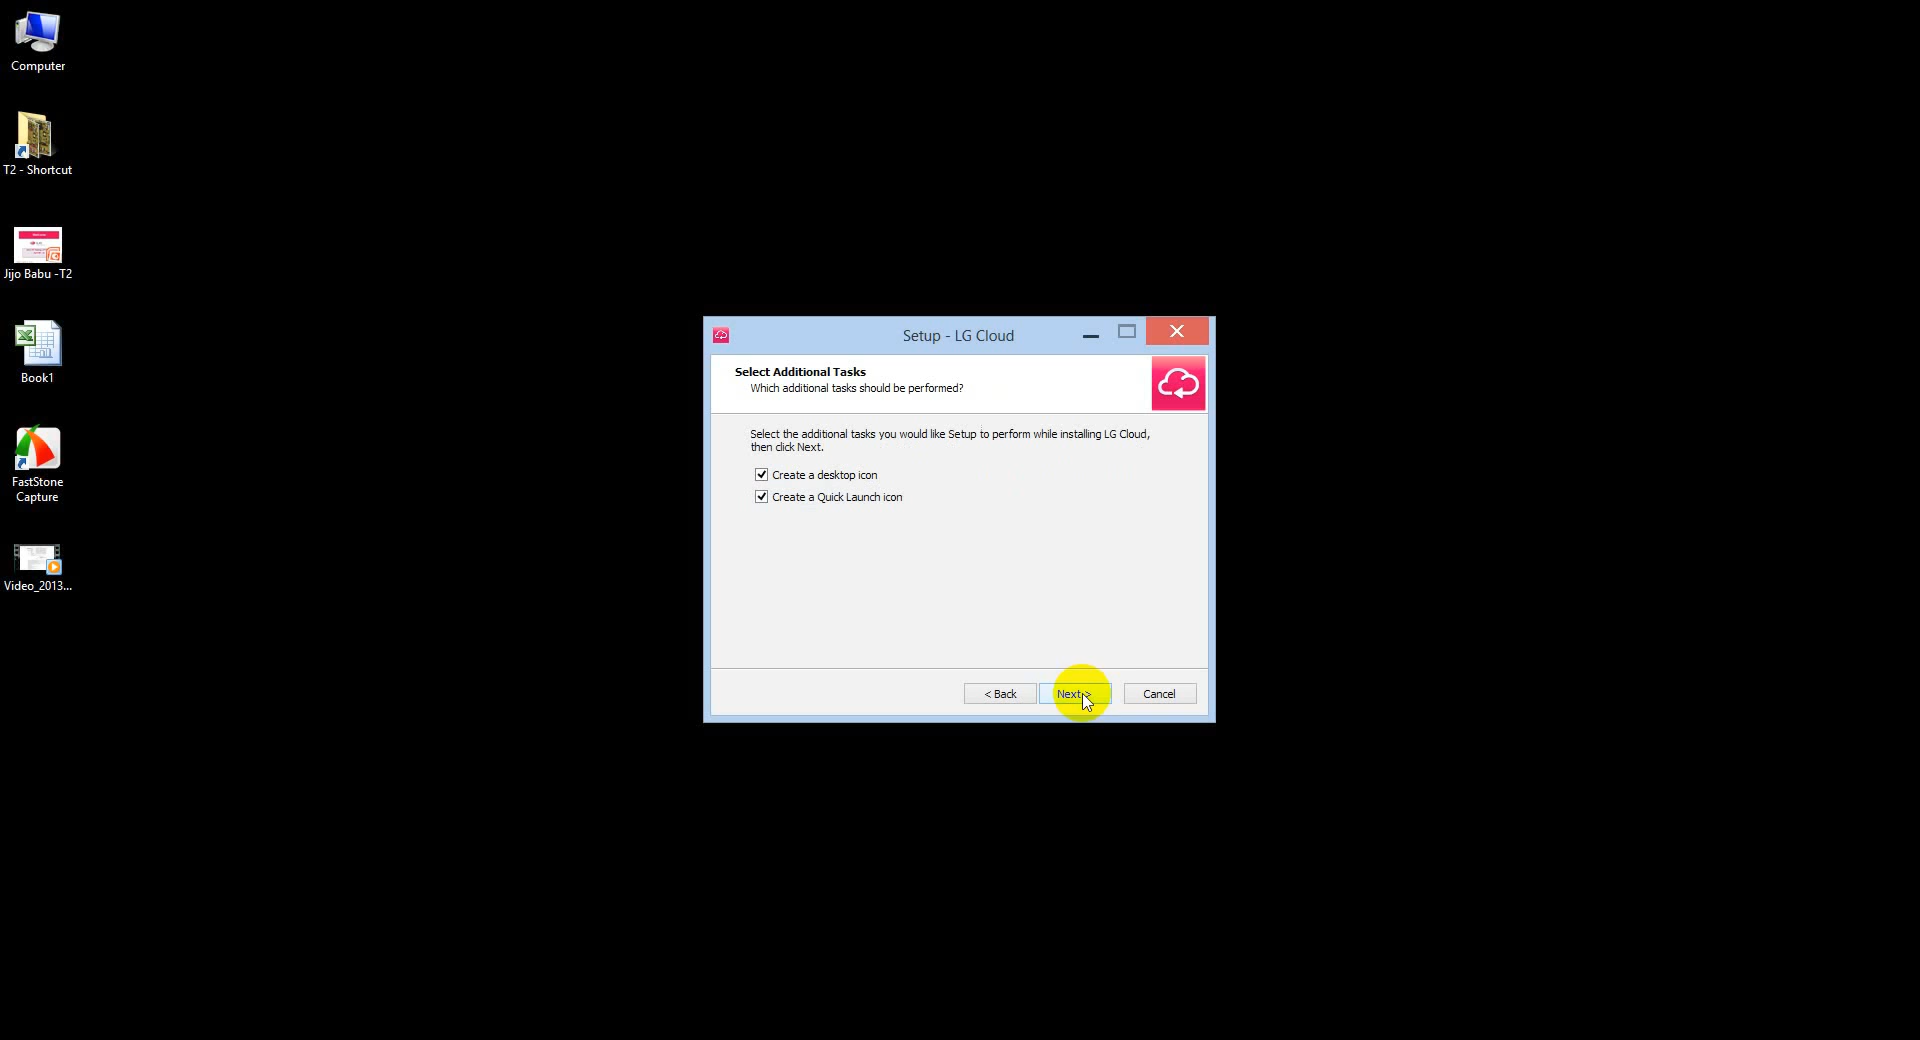 Computer
T2 - Shortcut
Jijo Babu -T2
Book1
FastStone
Capture
Video_2013...
Setup - LG Cloud
Select Additional Tasks
Which additional tasks should be performed?
Select the additional tasks you would like Setup to perform while installing LG Cloud,
then click Next.
Create a desktop icon
Create a Quick Launch icon
< Back
Next >
Cancel